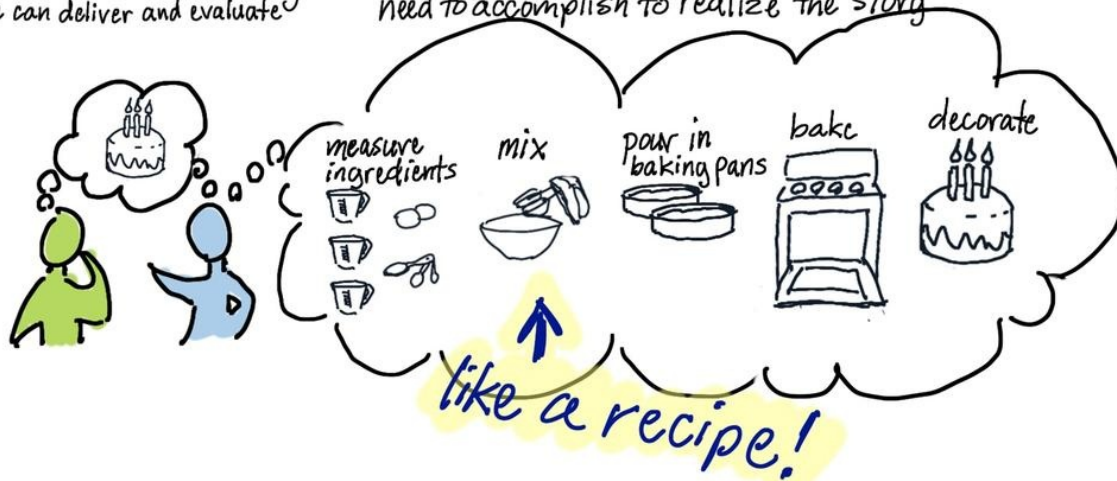 can deliver and evaluate
need to accomplish to realize the story
measure
ingredients
mix
pour in
baking pans
bake
decorate
like a recipe!